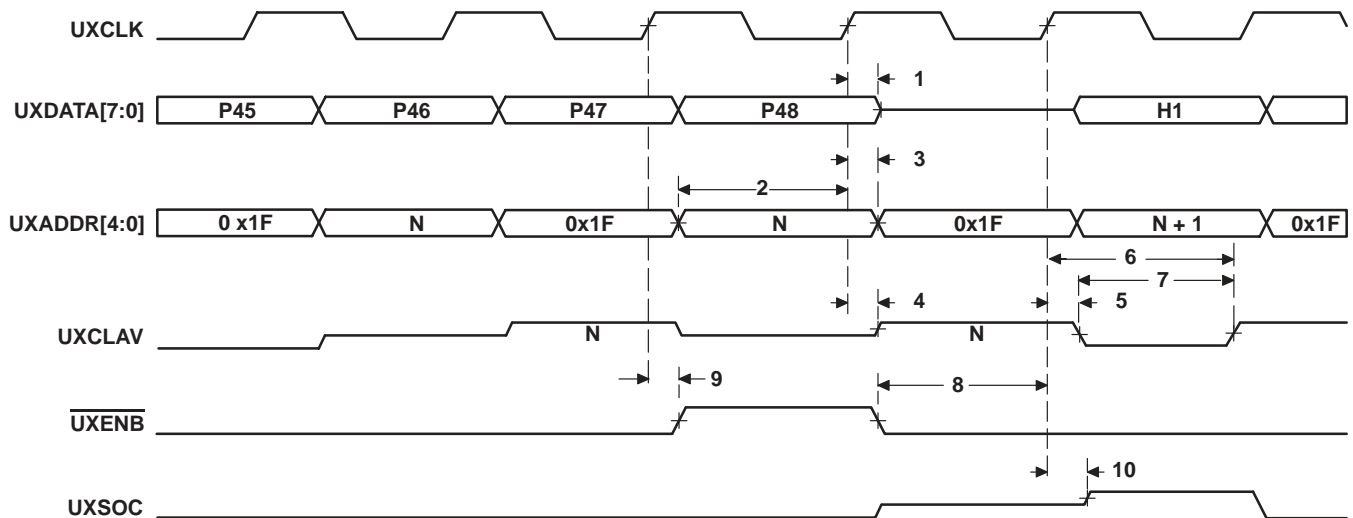 UXCLK
1
UXDATA[7:0] P45 P46 P47 P48 H1
3
2
UXADDR[4:0] 0 x1F N 0x1F N 0x1F N + 1 0x1F
6
7
4 5
UXCLAV N N
9 8
UXENB
10
UXSOC